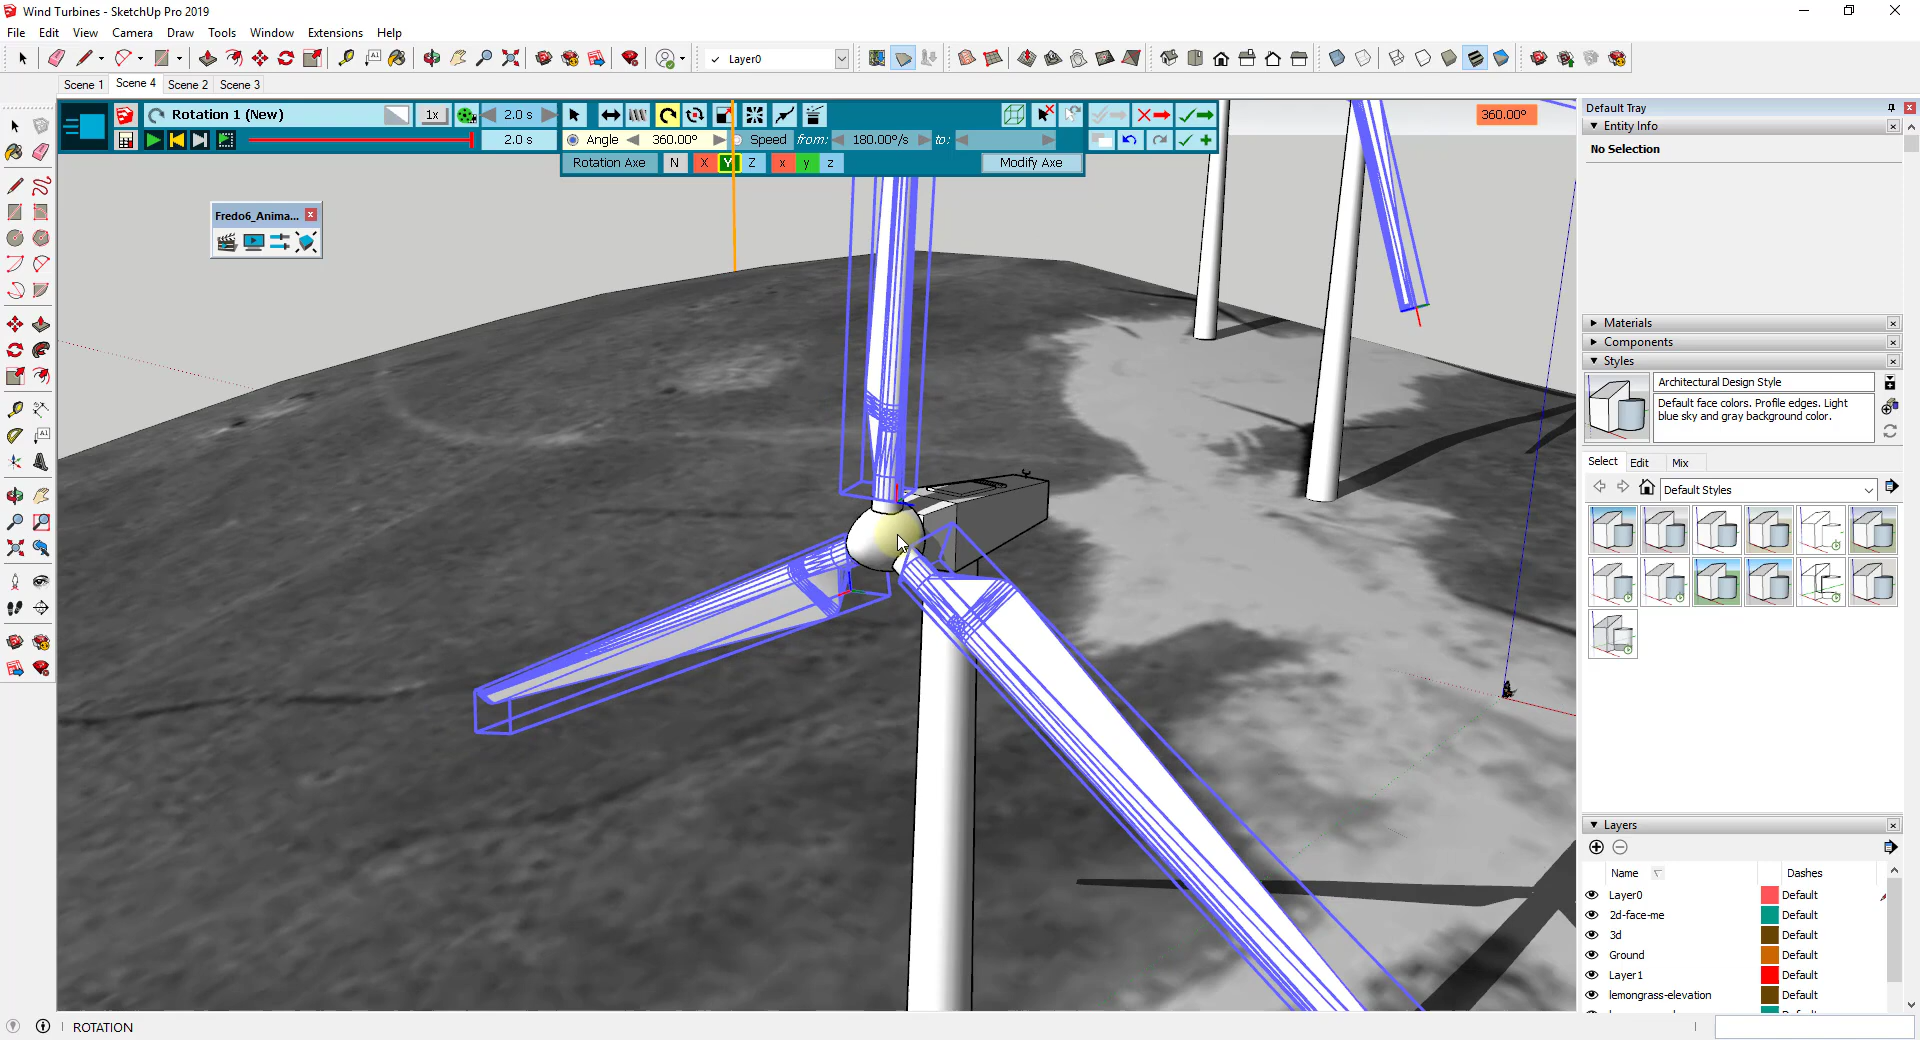 Wind Turbines - SketchUp Pro 2019
File Edit View Camera Draw Tools Window Extensions Help
Layer0
Scene 1 Scene 4 Scene 2 Scene 3
Rotation 1 (New) 1x 2.0 s
2.0 s Angle 360.00º Speed from: 180.00º/s to:
Rotation Axe N X Y Z x y z Modify Axe
360.00º
Fredo6_Anima...
Default Tray
Entity Info
No Selection
Materials
Components
Styles
Architectural Design Style
Default face colors. Profile edges. Light
blue sky and gray background color.
Select Edit Mix
Default Styles
Layers
Name Dashes
Layer0 Default
2d-face-me Default
3d Default
Ground Default
Layer1 Default
lemongrass-elevation Default
ROTATION